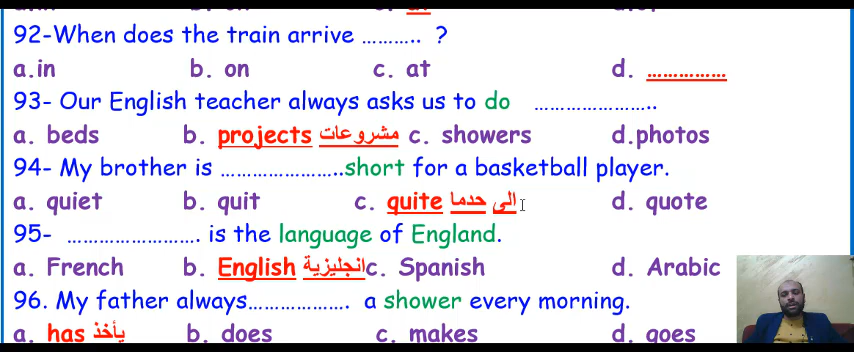 92-When does the train arrive ……….. ?
a.in b. on c. at d. ……………
93- Our English teacher always asks us to do …………………..
a. beds b. projects مشروعات c. showers d.photos
94- My brother is …………………..short for a basketball player.
a. quiet b. quit c. quite الى حدما d. quote
95- ……………………. is the language of England.
a. French b. English انجليزية c. Spanish d. Arabic
96. My father always………………. a shower every morning.
a. has يأخذ b. does c. makes d. goes